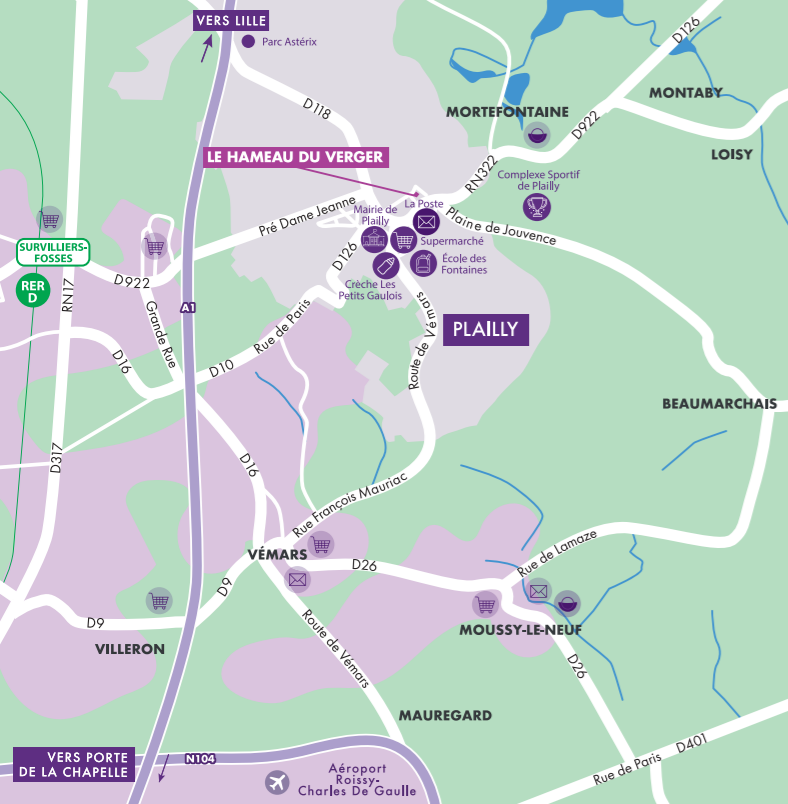 VERS LILLE
Parc Astérix
D126
MONTABY
D118
MORTEFONTAINE
D922
LOISY
LE HAMEAU DU VERGER
RN322
Complexe Sportif
de Plailly
La Poste
Mairie de
Plailly
Pré Dame Jeanne
Plaine de Jouvence
Supermarché
SURVILLIERS-
FOSSES
D126
École des
Fontaines
D922
RER
D
RN17
Crèche Les
Petits Gaulois
A1
Grande Rue
Rue de Paris
Route de Vémars
PLAILLY
D16
D10
BEAUMARCHAIS
D317
D16
Rue François Mauriac
VÉMARS
D26
Rue de Lamaze
D9
D9
VILLERON
Route de Vémars
MOUSSY-LE-NEUF
D26
MAUREGARD
D401
Rue de Paris
VERS PORTE
DE LA CHAPELLE
N104
Aéroport
Roissy-
Charles De Gaulle